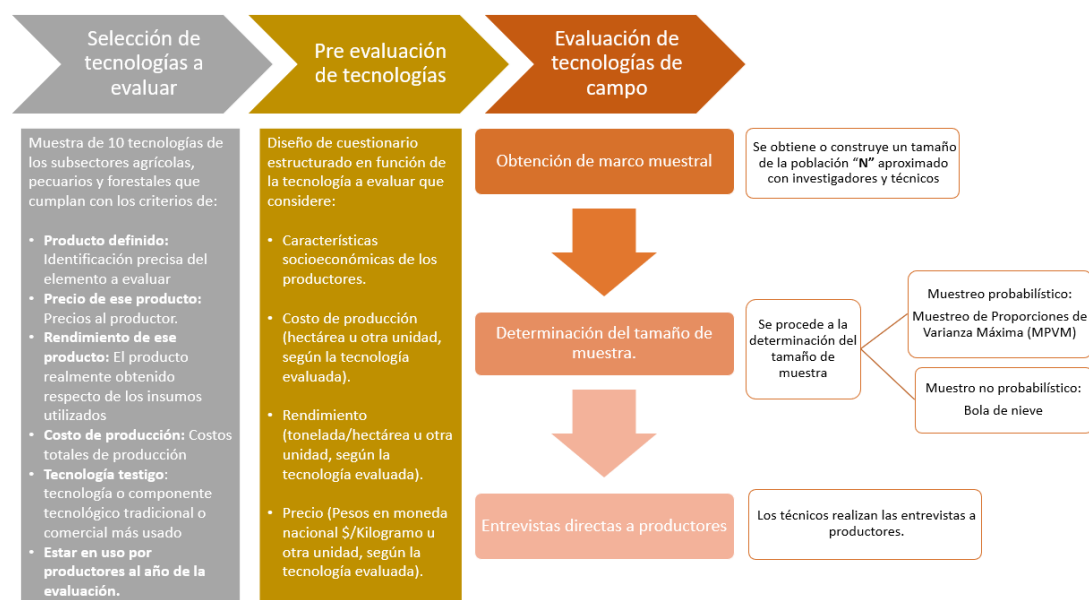 Selección de
tecnologías a
evaluar
Pre evaluación
de tecnologías
Evaluación de
tecnologías de
campo
Muestra de 10 tecnologías de
los subsectores agrícolas,
pecuarios y forestales que
cumplan con los criterios de:
• Producto definido:
Identificación precisa del
elemento a evaluar
• Precio de ese producto:
Precios al productor.
• Rendimiento de ese
producto: El producto
realmente obtenido
respecto de los insumos
utilizados
• Costo de producción: Costos
totales de producción
• Tecnología testigo:
tecnología o componente
tecnológico tradicional o
comercial más usado
• Estar en uso por
productores al año de la
evaluación.
Diseño de cuestionario
estructurado en función de
la tecnología a evaluar que
considere:
• Características
socioeconómicas de los
productores.
• Costo de producción
(hectárea u otra unidad,
según la tecnología
evaluada).
• Rendimiento
(tonelada/hectárea u otra
unidad, según la
tecnología evaluada).
• Precio (Pesos en moneda
nacional $/Kilogramo u
otra unidad, según la
tecnología evaluada).
Obtención de marco muestral
Se obtiene o construye un tamaño
de la población “N” aproximado
con investigadores y técnicos
Determinación del tamaño de
muestra.
Se procede a la
determinación del
tamaño de
muestra
Muestreo probabilístico:
Muestreo de Proporciones de
Varianza Máxima (MPVM)
Muestro no probabilístico:
Bola de nieve
Entrevistas directas a productores
Los técnicos realizan las entrevistas a
productores.